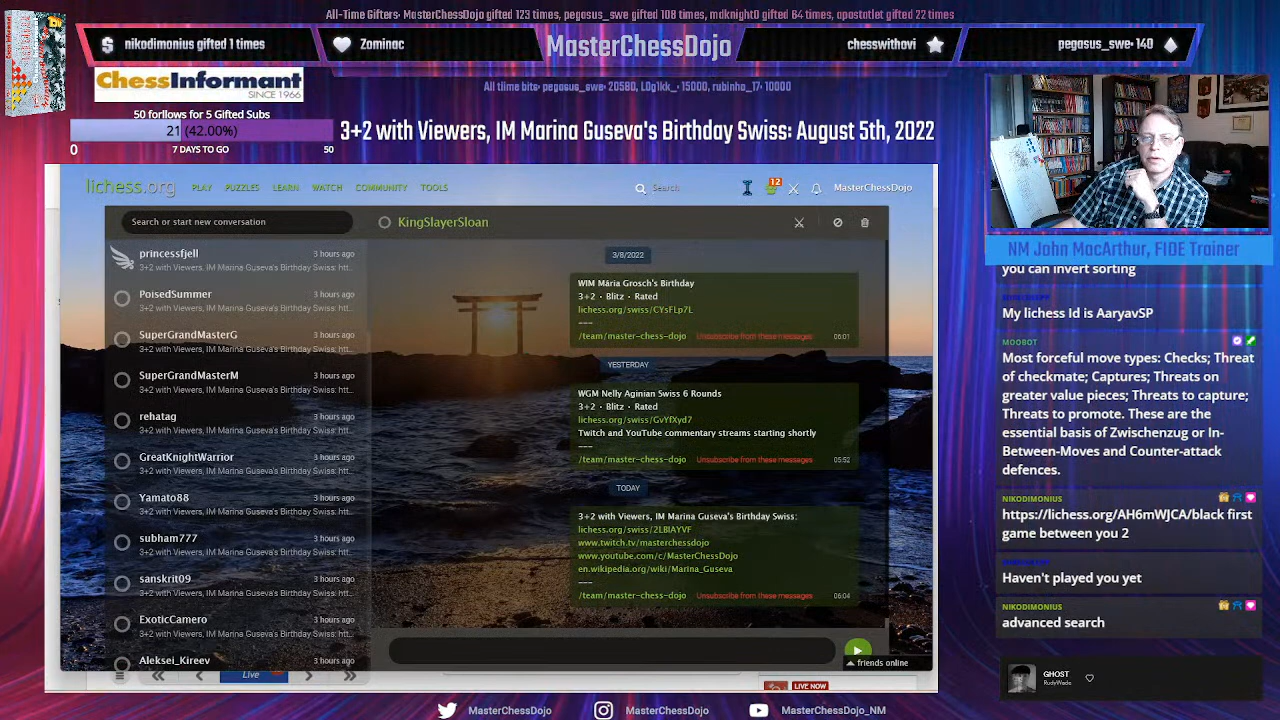 All-Time Gifters· MasterChessDojo gifted 123 times, pegasus_swe gifted 108 times, mdknight0 gifted 64 times, apostatlet gifted 22 times
$ nikodimonius gifted 1 times
Zominac
MasterChessDojo
chesswithavi
pegasus_swe· 140
ChessInformant
SINCE 1966
50 forllows for 5 Gifted Subs
21 (42.00%)
0
7 DAYS TO GO
50
3+2 with Viewers, IM Marina Guseva's Birthday Swiss: August 5th, 2022
lichess.org
PLAY
PUZZLES
LEARN
WATCH
COMMUNITY
TOOLS
Search
12
MasterChessDojo
Search or start new conversation
KingSlayerSloan
princessfjell
3 hours ago
3+2 with Viewers, IM Marina Guseva's Birthday Swiss: htt...
PoisedSummer
3 hours ago
3+2 with Viewers, IM Marina Guseva's Birthday Swiss: htt...
SuperGrandMasterG
3 hours ago
3+2 with Viewers, IM Marina Guseva's Birthday Swiss: htt...
SuperGrandMasterM
3 hours ago
3+2 with Viewers, IM Marina Guseva's Birthday Swiss: htt...
rehatag
3 hours ago
3+2 with Viewers, IM Marina Guseva's Birthday Swiss: htt...
GreatKnightWarrior
3 hours ago
3+2 with Viewers, IM Marina Guseva's Birthday Swiss: htt...
Yamato88
3 hours ago
3+2 with Viewers, IM Marina Guseva's Birthday Swiss: htt...
subham777
3 hours ago
3+2 with Viewers, IM Marina Guseva's Birthday Swiss: htt...
sanskrit09
3 hours ago
3+2 with Viewers, IM Marina Guseva's Birthday Swiss: htt...
ExoticCamero
3 hours ago
3+2 with Viewers, IM Marina Guseva's Birthday Swiss: htt...
Aleksei_Kireev
3 hours ago
3/8/2022
WIM Mária Grosch's Birthday
3+2 • Blitz • Rated
lichess.org/swiss/CYsFLp7L
---
/team/master-chess-dojo Unsubscribe from these messages
06:01
YESTERDAY
WGM Nelly Aginian Swiss 6 Rounds
3+2 • Blitz • Rated
lichess.org/swiss/GvYfXyd7
Twitch and YouTube commentary streams starting shortly
---
/team/master-chess-dojo Unsubscribe from these messages
05:52
TODAY
3+2 with Viewers, IM Marina Guseva's Birthday Swiss:
lichess.org/swiss/2LBlAYVF
www.twitch.tv/masterchessdojo
www.youtube.com/c/MasterChessDojo
en.wikipedia.org/wiki/Marina_Guseva
---
/team/master-chess-dojo Unsubscribe from these messages
06:04
friends online
Live
LIVE NOW
NM John MacArthur, FIDE Trainer
you can invert sorting
My lichess Id is AaryavSP
MOOBOT
Most forceful move types: Checks; Threat
of checkmate; Captures; Threats on
greater value pieces; Threats to capture;
Threats to promote. These are the
essential basis of Zwischenzug or In-
Between-Moves and Counter-attack
defences.
NIKODIMONIUS
https://lichess.org/AH6mWJCA/black first
game between you 2
Haven't played you yet
NIKODIMONIUS
advanced search
GHOST
RudyWade
MasterChessDojo
MasterChessDojo
MasterChessDojo_NM